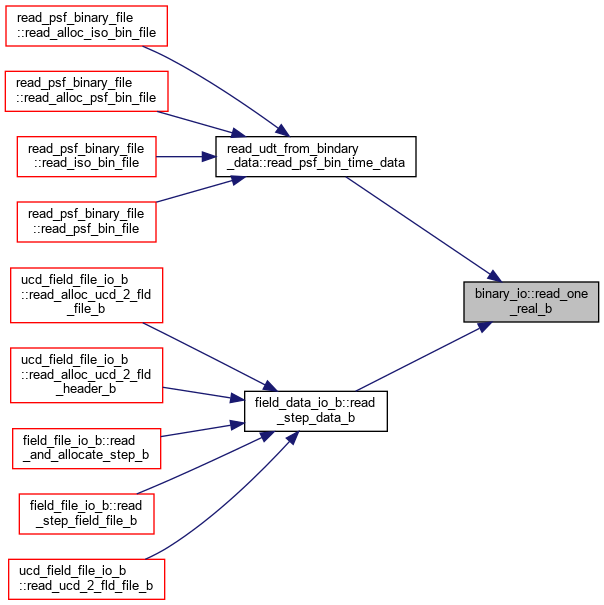 read_psf_binary_file
::read_alloc_iso_bin_file
read_psf_binary_file
::read_alloc_psf_bin_file
read_psf_binary_file
::read_iso_bin_file
read_psf_binary_file
::read_psf_bin_file
ucd_field_file_io_b
::read_alloc_ucd_2_fld
_file_b
ucd_field_file_io_b
::read_alloc_ucd_2_fld
_header_b
field_file_io_b::read
_and_allocate_step_b
field_file_io_b::read
_step_field_file_b
ucd_field_file_io_b
::read_ucd_2_fld_file_b
read_udt_from_bindary
_data::read_psf_bin_time_data
field_data_io_b::read
_step_data_b
binary_io::read_one
_real_b